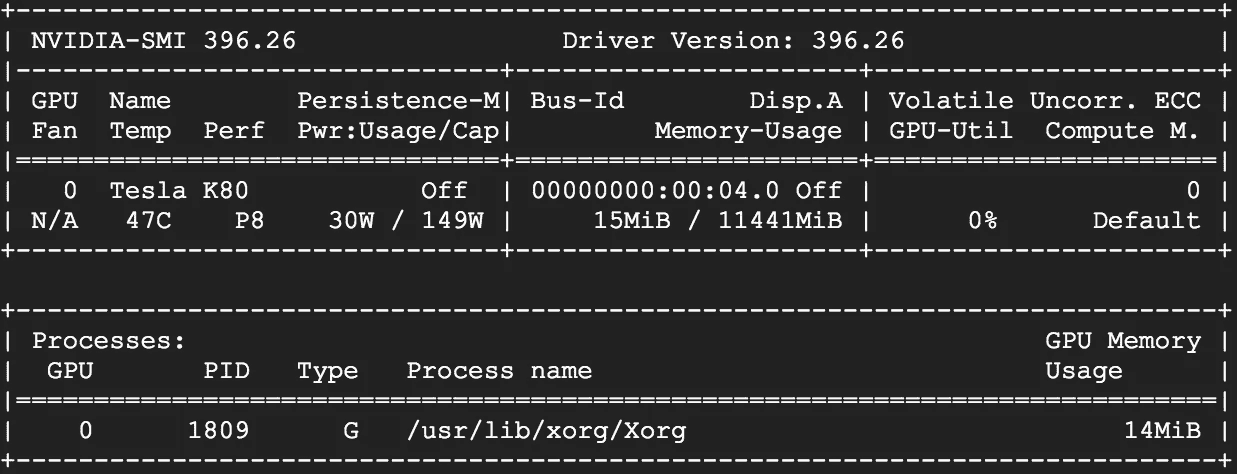 +-----------------------------------------------------------------------------+
| NVIDIA-SMI 396.26                 Driver Version: 396.26                    |
|-------------------------------+----------------------+----------------------+
| GPU  Name        Persistence-M| Bus-Id        Disp.A | Volatile Uncorr. ECC |
| Fan  Temp  Perf  Pwr:Usage/Cap|         Memory-Usage | GPU-Util  Compute M. |
|===============================+======================+======================|
|   0  Tesla K80           Off  | 00000000:00:04.0 Off |                    0 |
| N/A   47C    P8    30W / 149W |     15MiB / 11441MiB |      0%      Default |
+-------------------------------+----------------------+----------------------+

+-----------------------------------------------------------------------------+
| Processes:                                                       GPU Memory |
|  GPU       PID   Type   Process name                             Usage      |
|=============================================================================|
|    0      1809      G   /usr/lib/xorg/Xorg                            14MiB |
+-----------------------------------------------------------------------------+